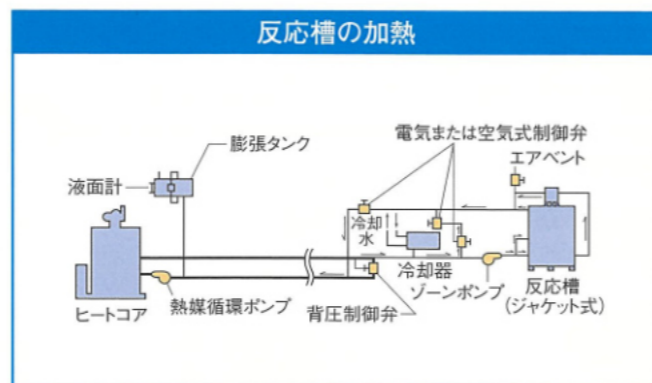 反応槽の加熱
電気または空気式制御弁
膨張タンク
エアベント
液面計
冷却
水
冷却器
ゾーンポンプ
反応槽
(ジャケット式)
熱媒循環ポンプ
背圧制御弁
ヒートコア